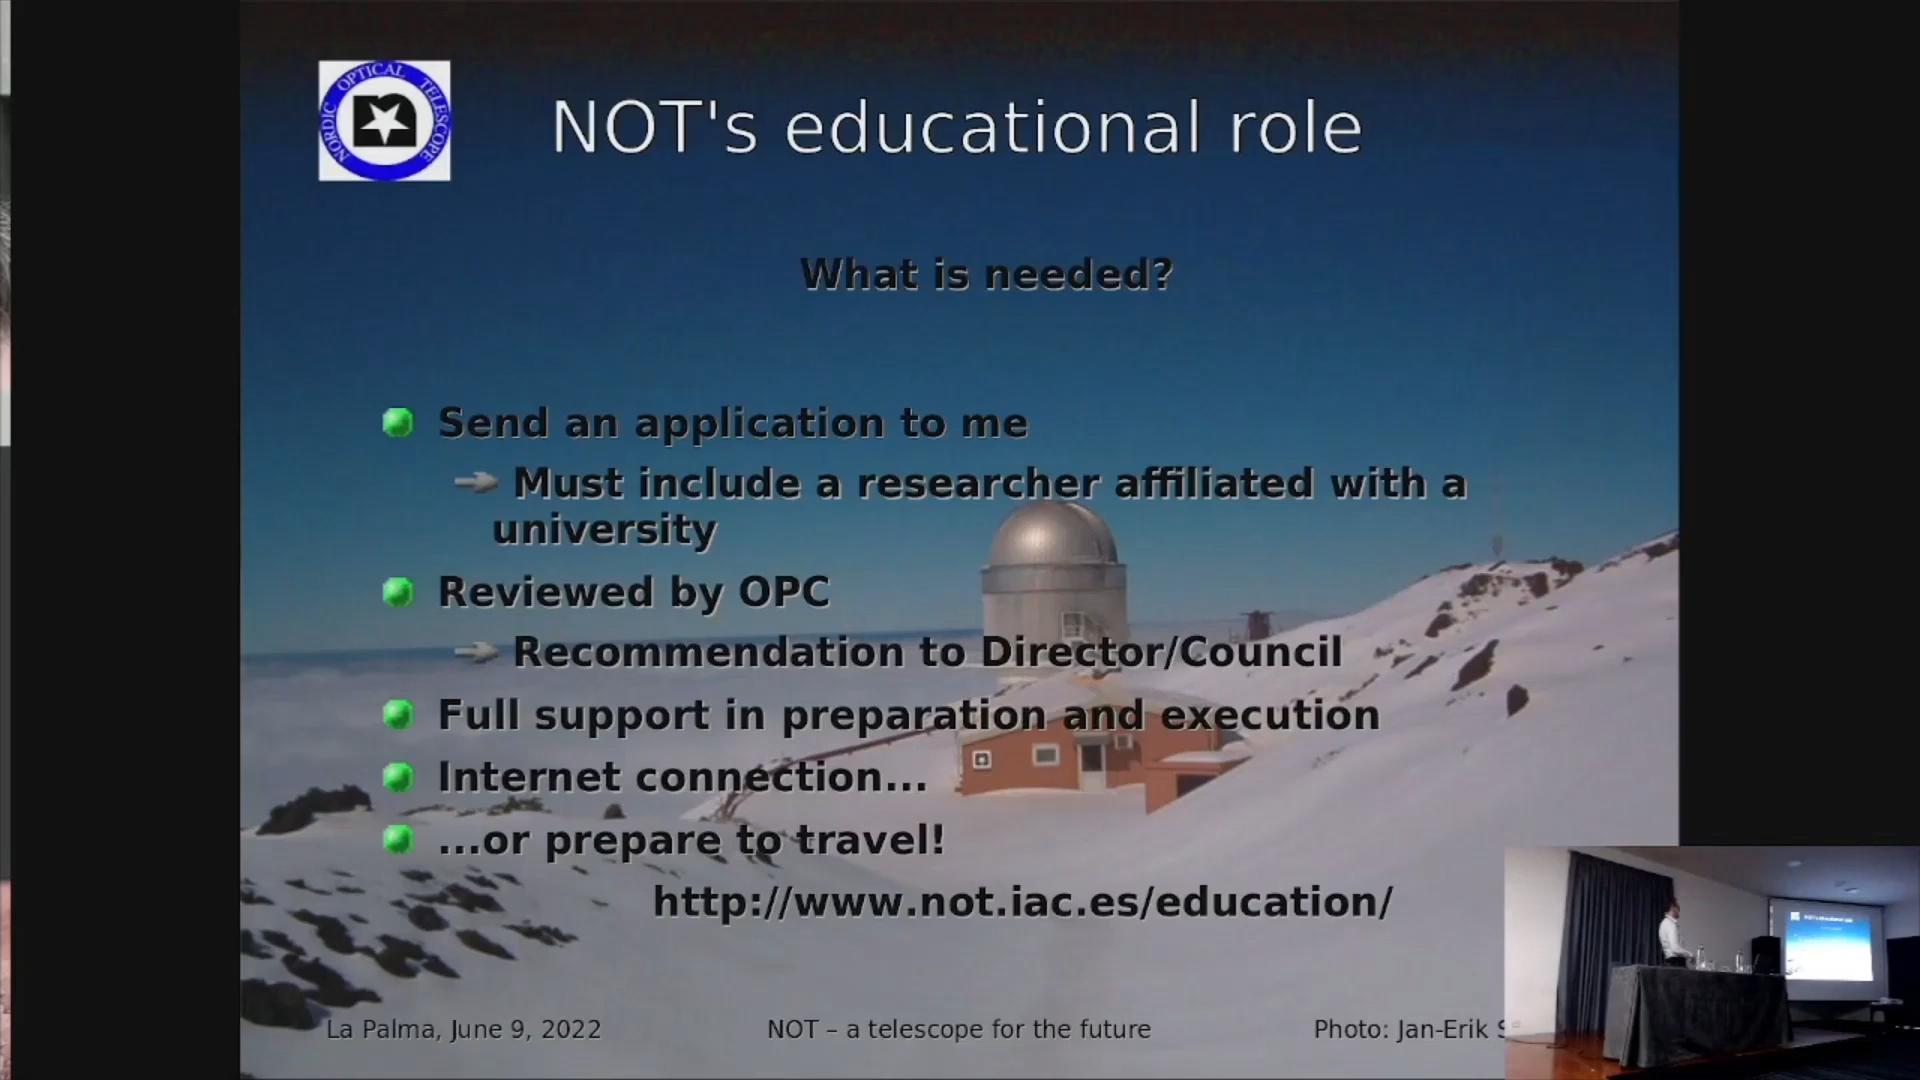 NORDIC OPTICAL TELESCOPE
NOT's educational role
What is needed?
Send an application to me
Must include a researcher affiliated with a
university
Reviewed by OPC
Recommendation to Director/Council
Full support in preparation and execution
Internet connection...
...or prepare to travel!
http://www.not.iac.es/education/
La Palma, June 9, 2022
NOT – a telescope for the future
Photo: Jan-Erik